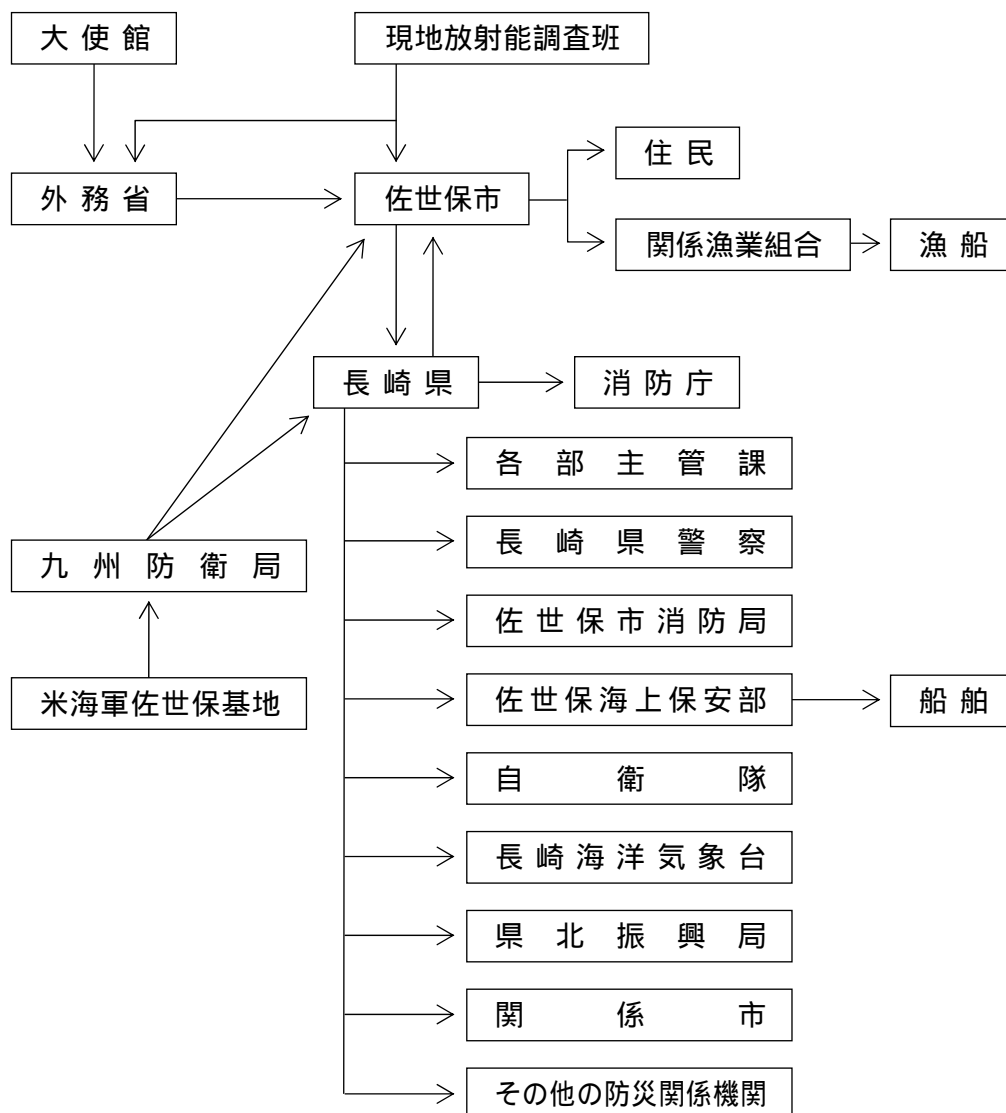 大使館
現地放射能調査班
住民
外務省
佐世保市
関係漁業組合
漁船
長崎県
消防庁
各部主管課
長崎県警察
九州防衛局
佐世保市消防局
米海軍佐世保基地
佐世保海上保安部
船舶
自衛隊
長崎海洋気象台
県北振興局
関係市
その他の防災関係機関